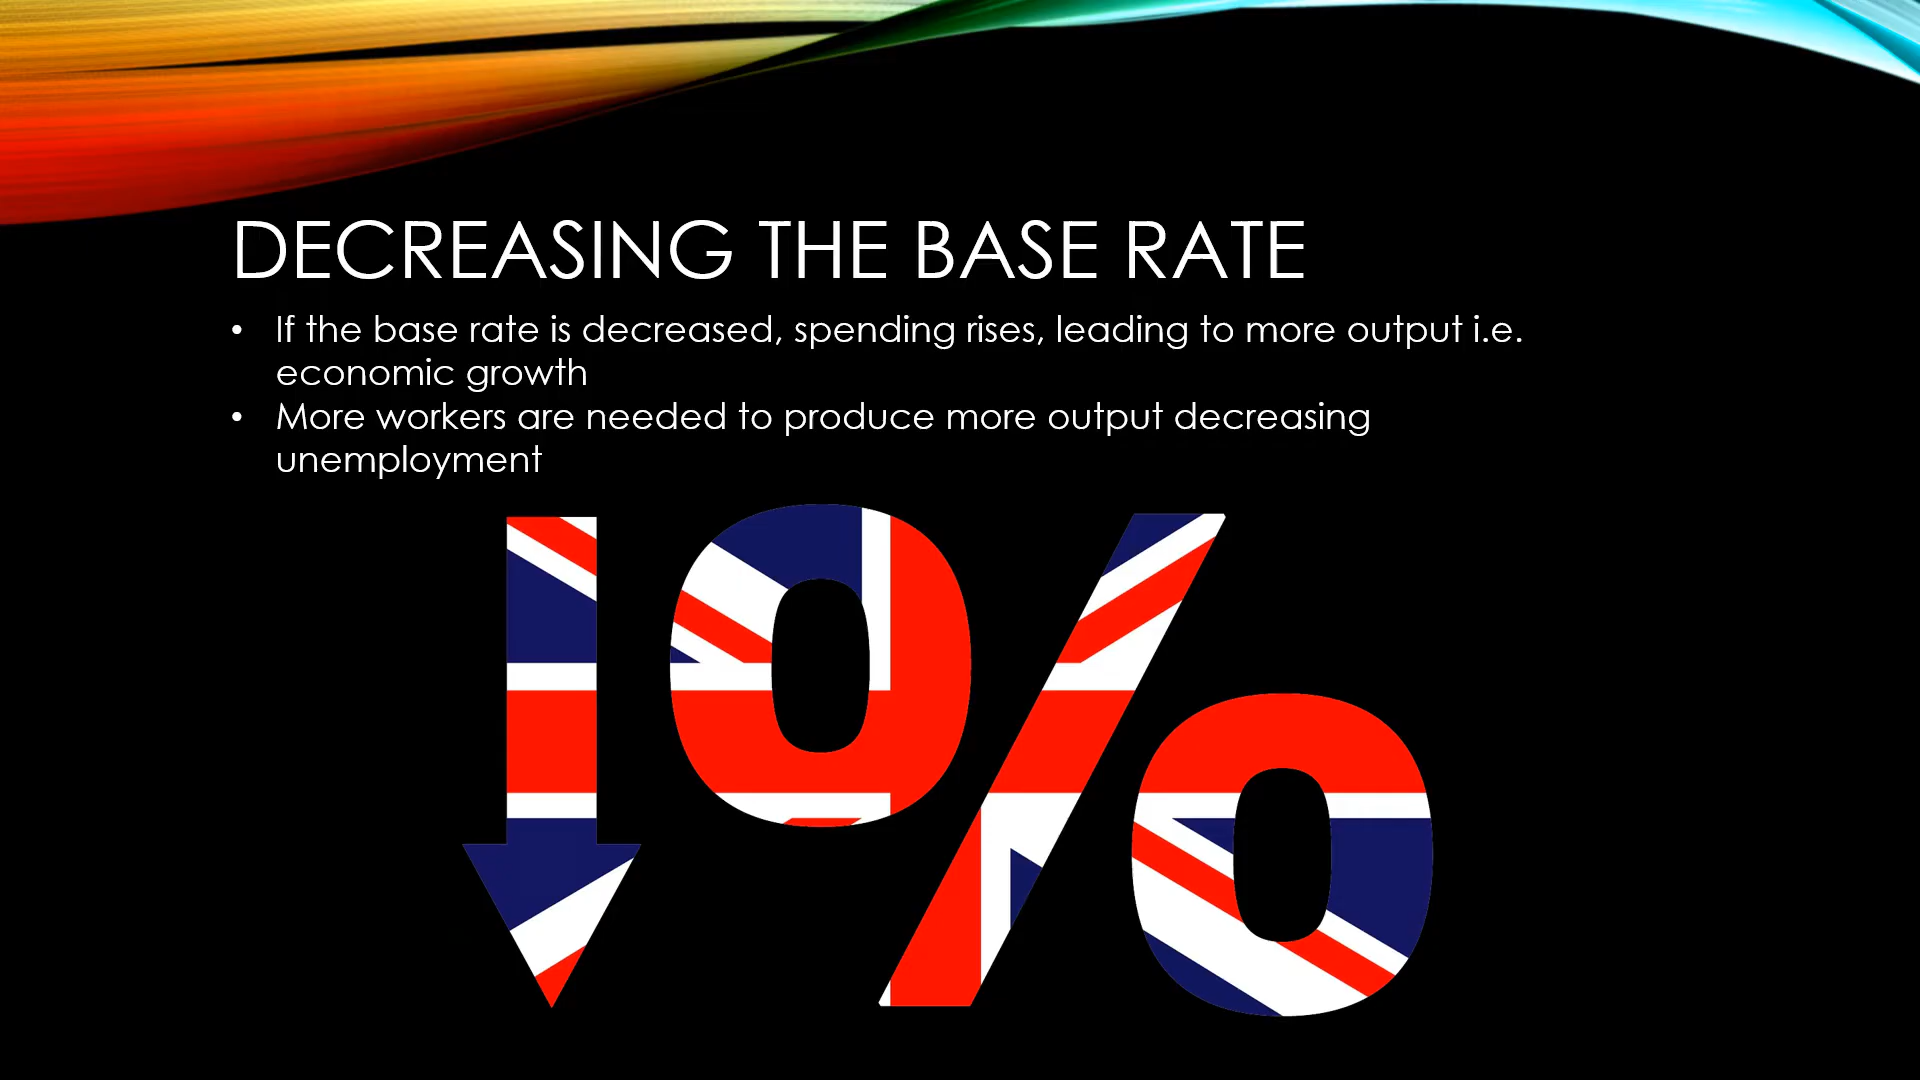 DECREASING THE BASE RATE
• If the base rate is decreased, spending rises, leading to more output i.e.
economic growth
• More workers are needed to produce more output decreasing
unemployment
%